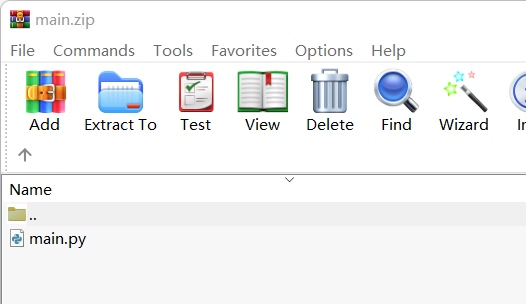 main.zip
File Commands Tools Favorites Options Help
Add Extract To Test View Delete Find Wizard
Name
..
main.py